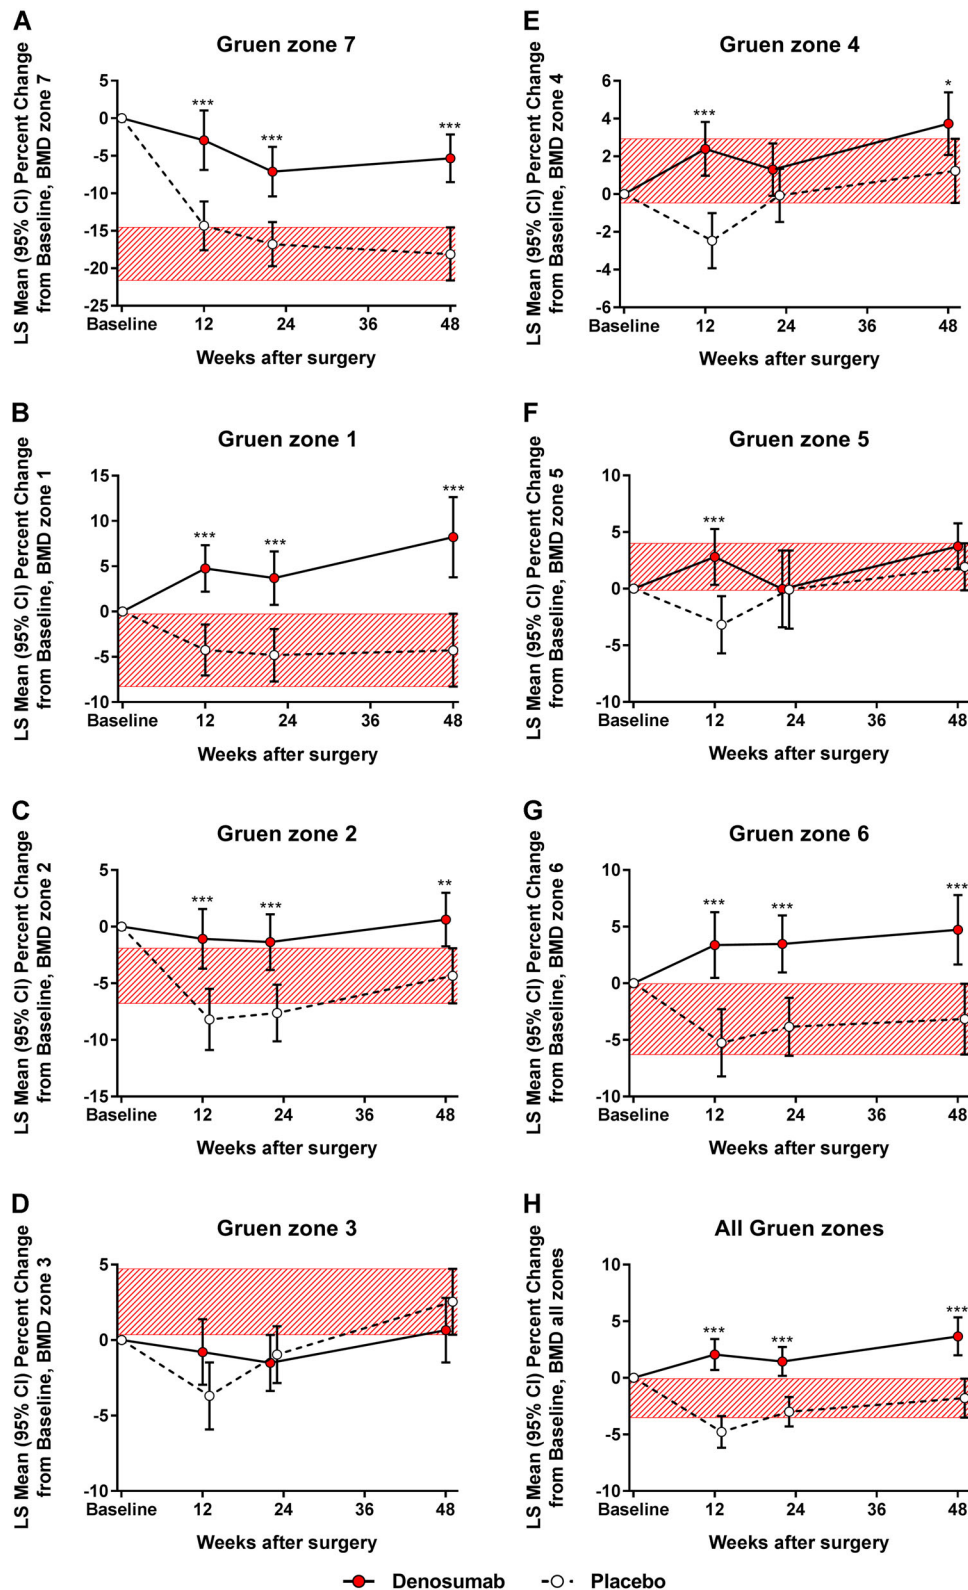 A
Gruen zone 7
LS Mean (95% CI) Percent Change
from Baseline, BMD zone 7
5
0
-5
-10
-15
-20
-25
***
***
***
Baseline
12
24
36
48
Weeks after surgery
B
Gruen zone 1
LS Mean (95% CI) Percent Change
from Baseline, BMD zone 1
15
10
5
0
-5
-10
***
***
***
Baseline
12
24
36
48
Weeks after surgery
C
Gruen zone 2
LS Mean (95% CI) Percent Change
from Baseline, BMD zone 2
5
0
-5
-10
-15
***
***
**
Baseline
12
24
36
48
Weeks after surgery
D
Gruen zone 3
LS Mean (95% CI) Percent Change
from Baseline, BMD zone 3
5
0
-5
-10
Baseline
12
24
36
48
Weeks after surgery
E
Gruen zone 4
LS Mean (95% CI) Percent Change
from Baseline, BMD zone 4
6
4
2
0
-2
-4
-6
***
*
Baseline
12
24
36
48
Weeks after surgery
F
Gruen zone 5
LS Mean (95% CI) Percent Change
from Baseline, BMD zone 5
10
5
0
-5
-10
***
Baseline
12
24
36
48
Weeks after surgery
G
Gruen zone 6
LS Mean (95% CI) Percent Change
from Baseline, BMD zone 6
10
5
0
-5
-10
***
***
***
Baseline
12
24
36
48
Weeks after surgery
H
All Gruen zones
LS Mean (95% CI) Percent Change
from Baseline, BMD all zones
10
5
0
-5
-10
***
***
***
Baseline
12
24
36
48
Weeks after surgery
Denosumab
Placebo